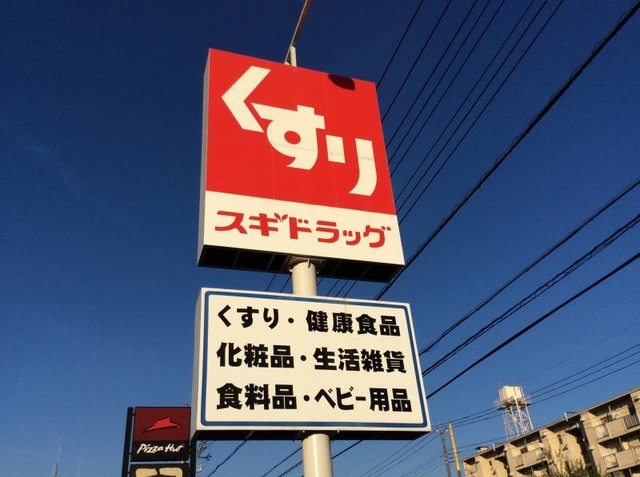 くすり
スギドラッグ
くすり・健康食品
化粧品・生活雑貨
食料品・ベビー用品
Pizza Hut